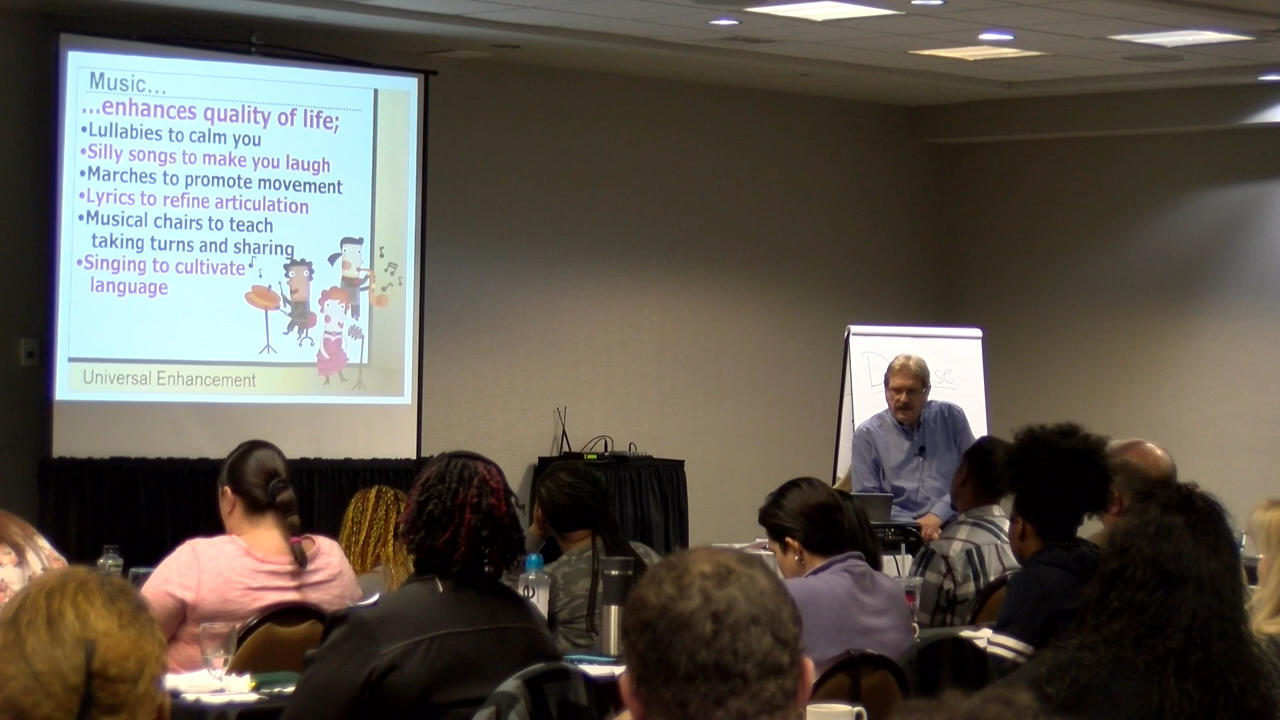 Music...
...enhances quality of life;
•Lullabies to calm you
•Silly songs to make you laugh
•Marches to promote movement
•Lyrics to refine articulation
•Musical chairs to teach
taking turns and sharing
•Singing to cultivate
language
Universal Enhancement